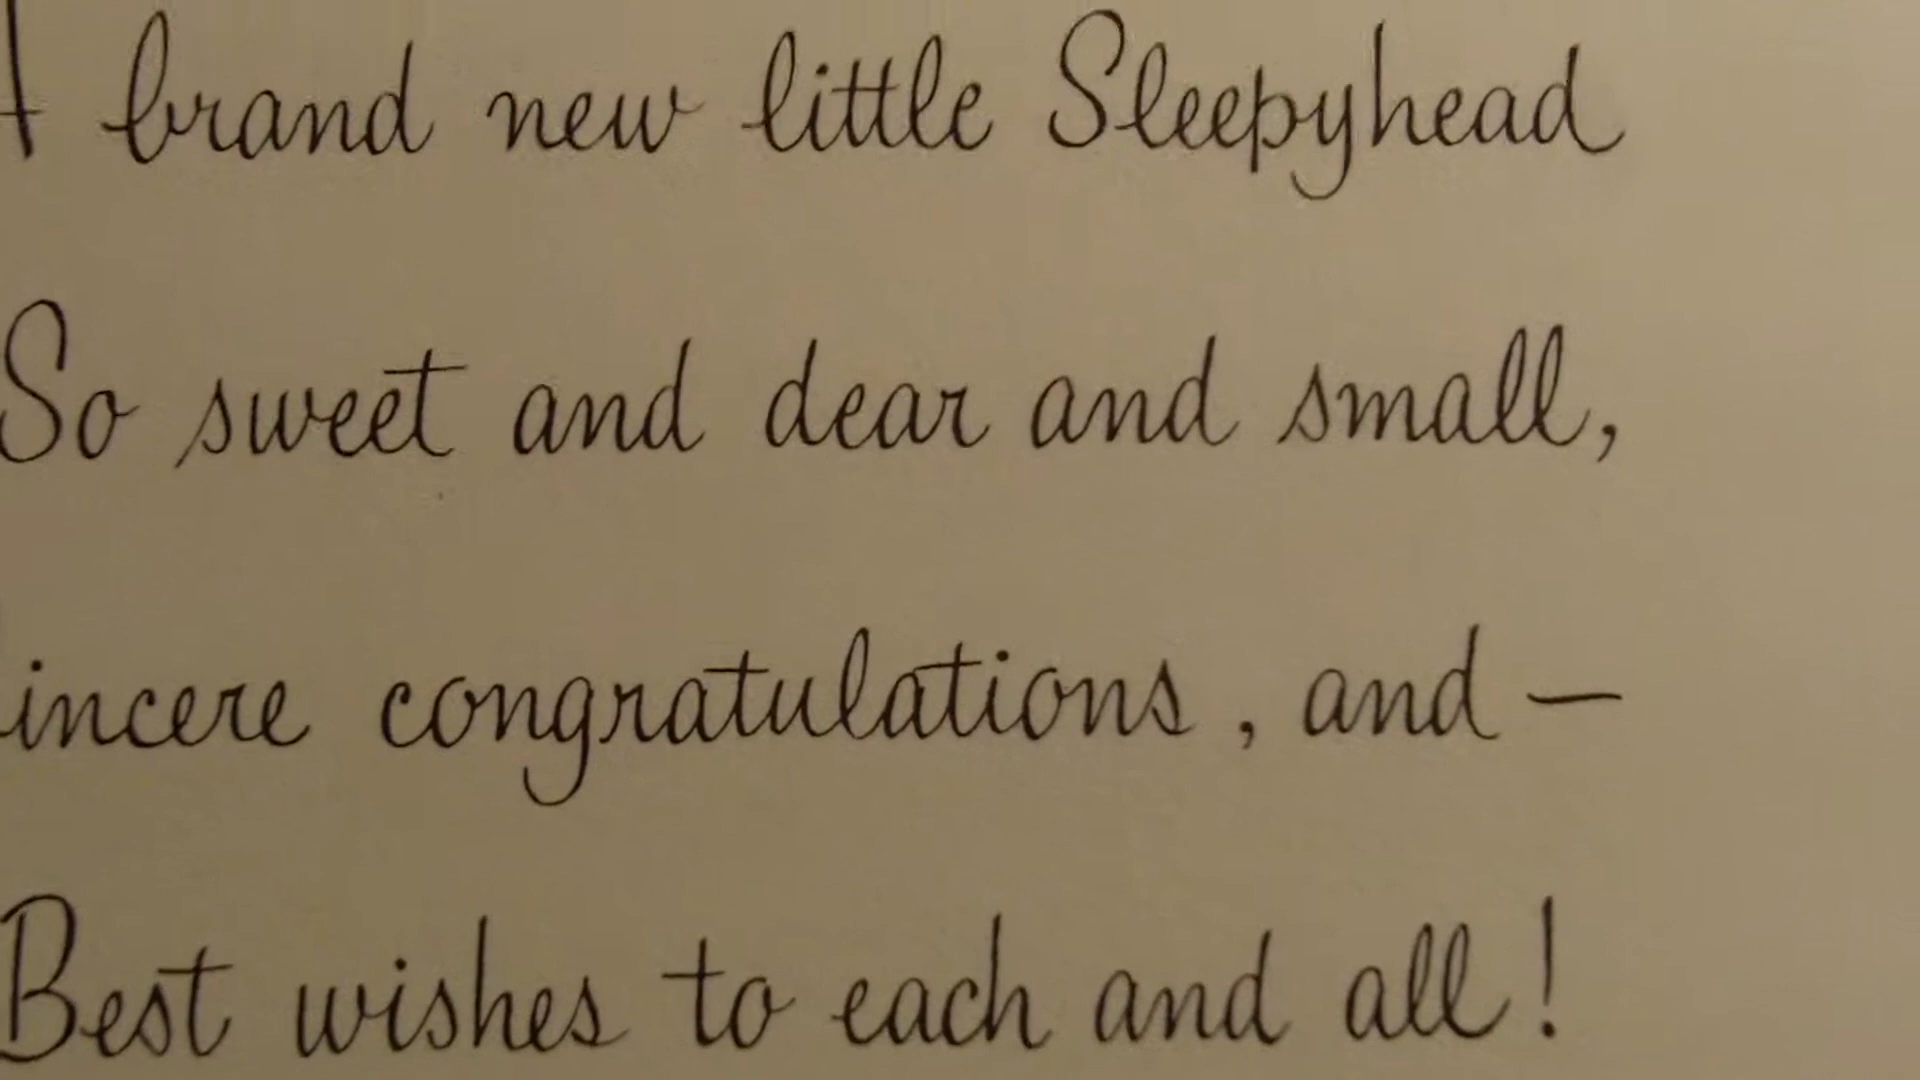 A brand new little Sleepyhead
So sweet and dear and small,
incere congratulations, and —
Best wishes to each and all!